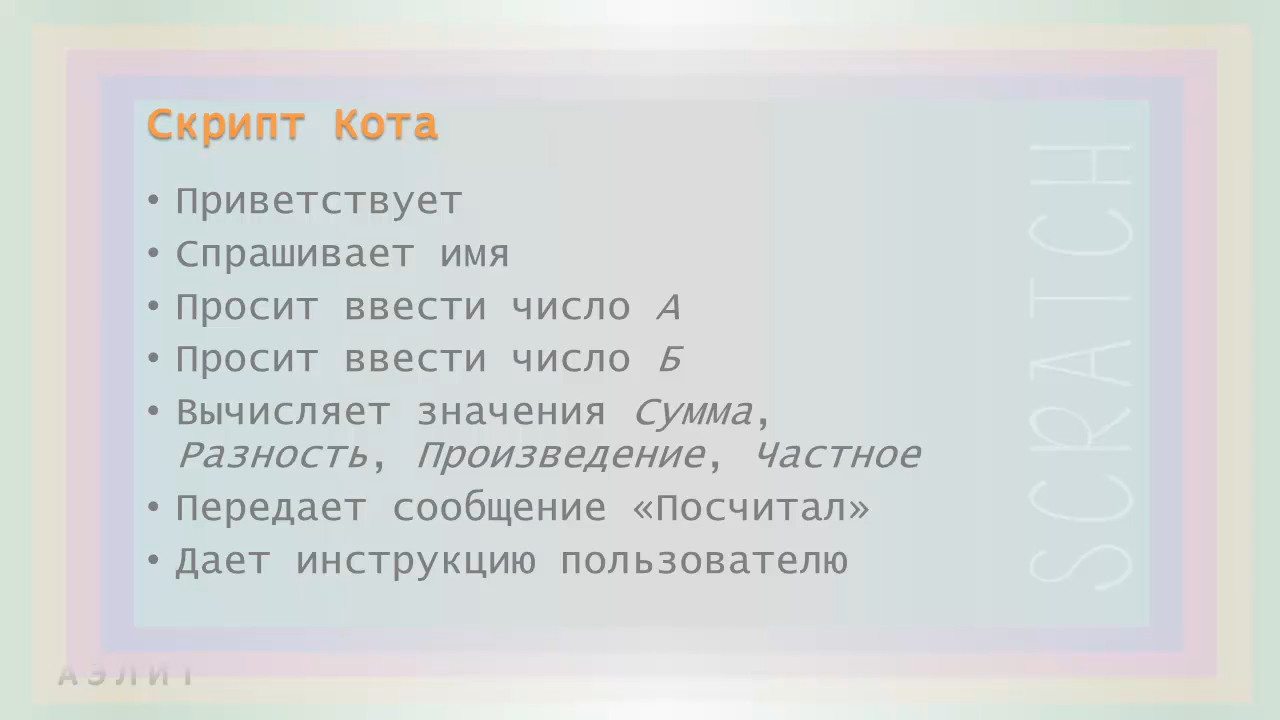 Скрипт Кота
• Приветствует
• Спрашивает имя
• Просит ввести число А
• Просит ввести число Б
• Вычисляет значения Сумма,
Разность, Произведение, Частное
• Передает сообщение «Посчитал»
• Дает инструкцию пользователю
SCRATCH
АЭЛИТ